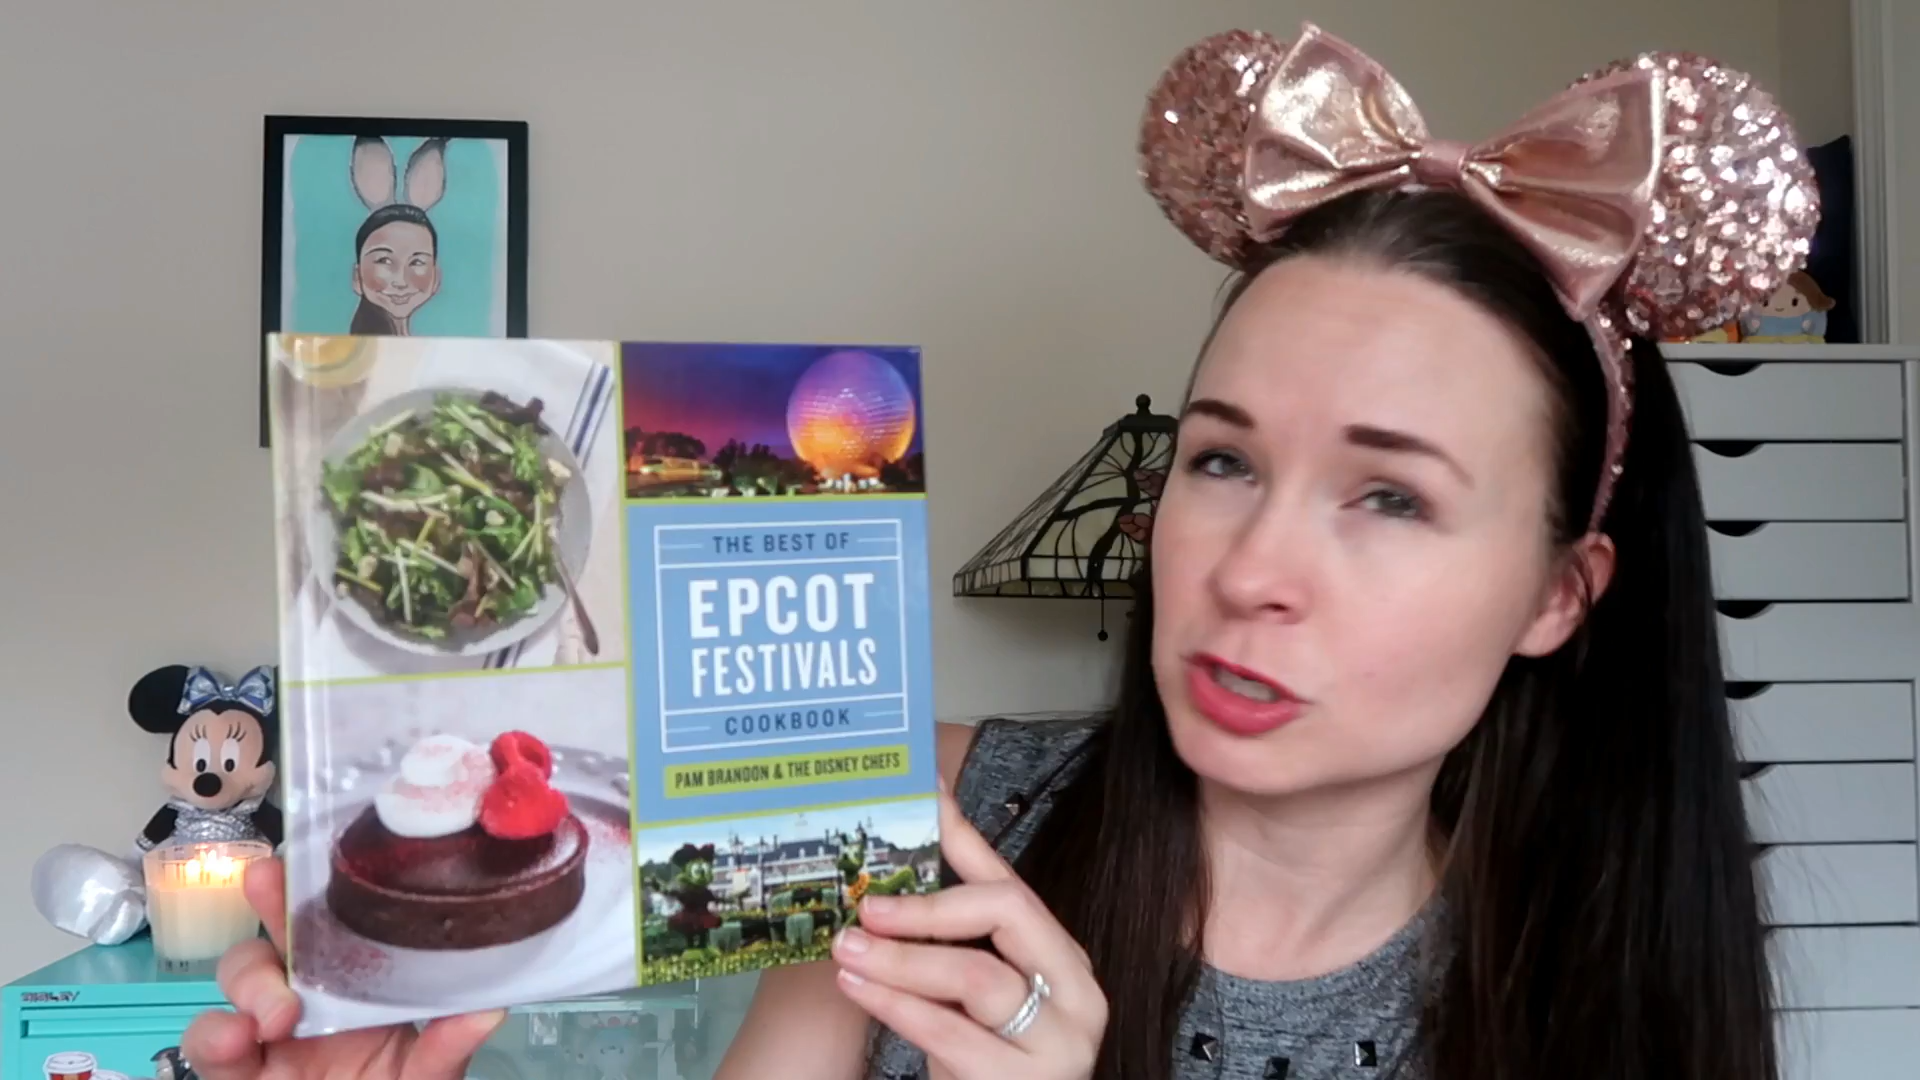 THE BEST OF
EPCOT
FESTIVALS
COOKBOOK
PAM BRANDON & THE DISNEY CHEFS